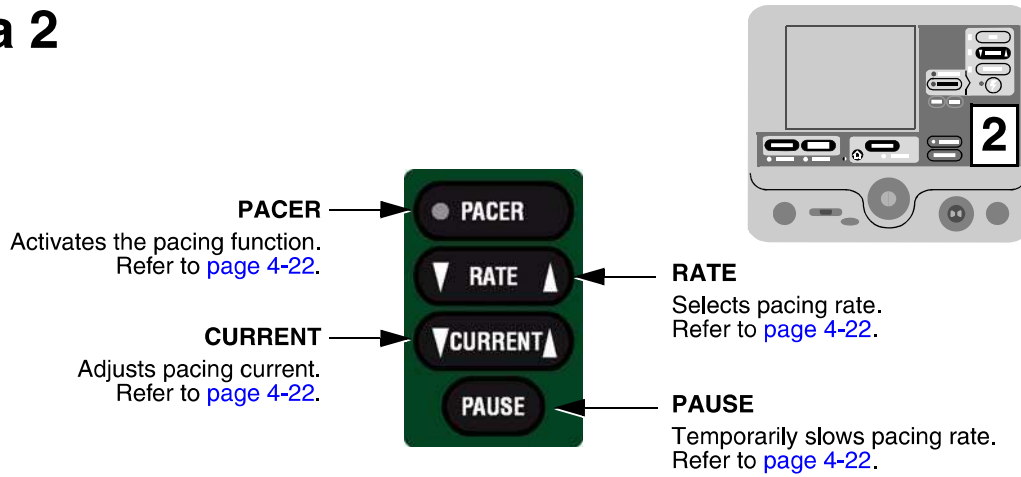 a 2
2
PACER
Activates the pacing function.
Refer to page 4-22.
CURRENT
Adjusts pacing current.
Refer to page 4-22.
PACER
RATE
CURRENT
PAUSE
RATE
Selects pacing rate.
Refer to page 4-22.
PAUSE
Temporarily slows pacing rate.
Refer to page 4-22.